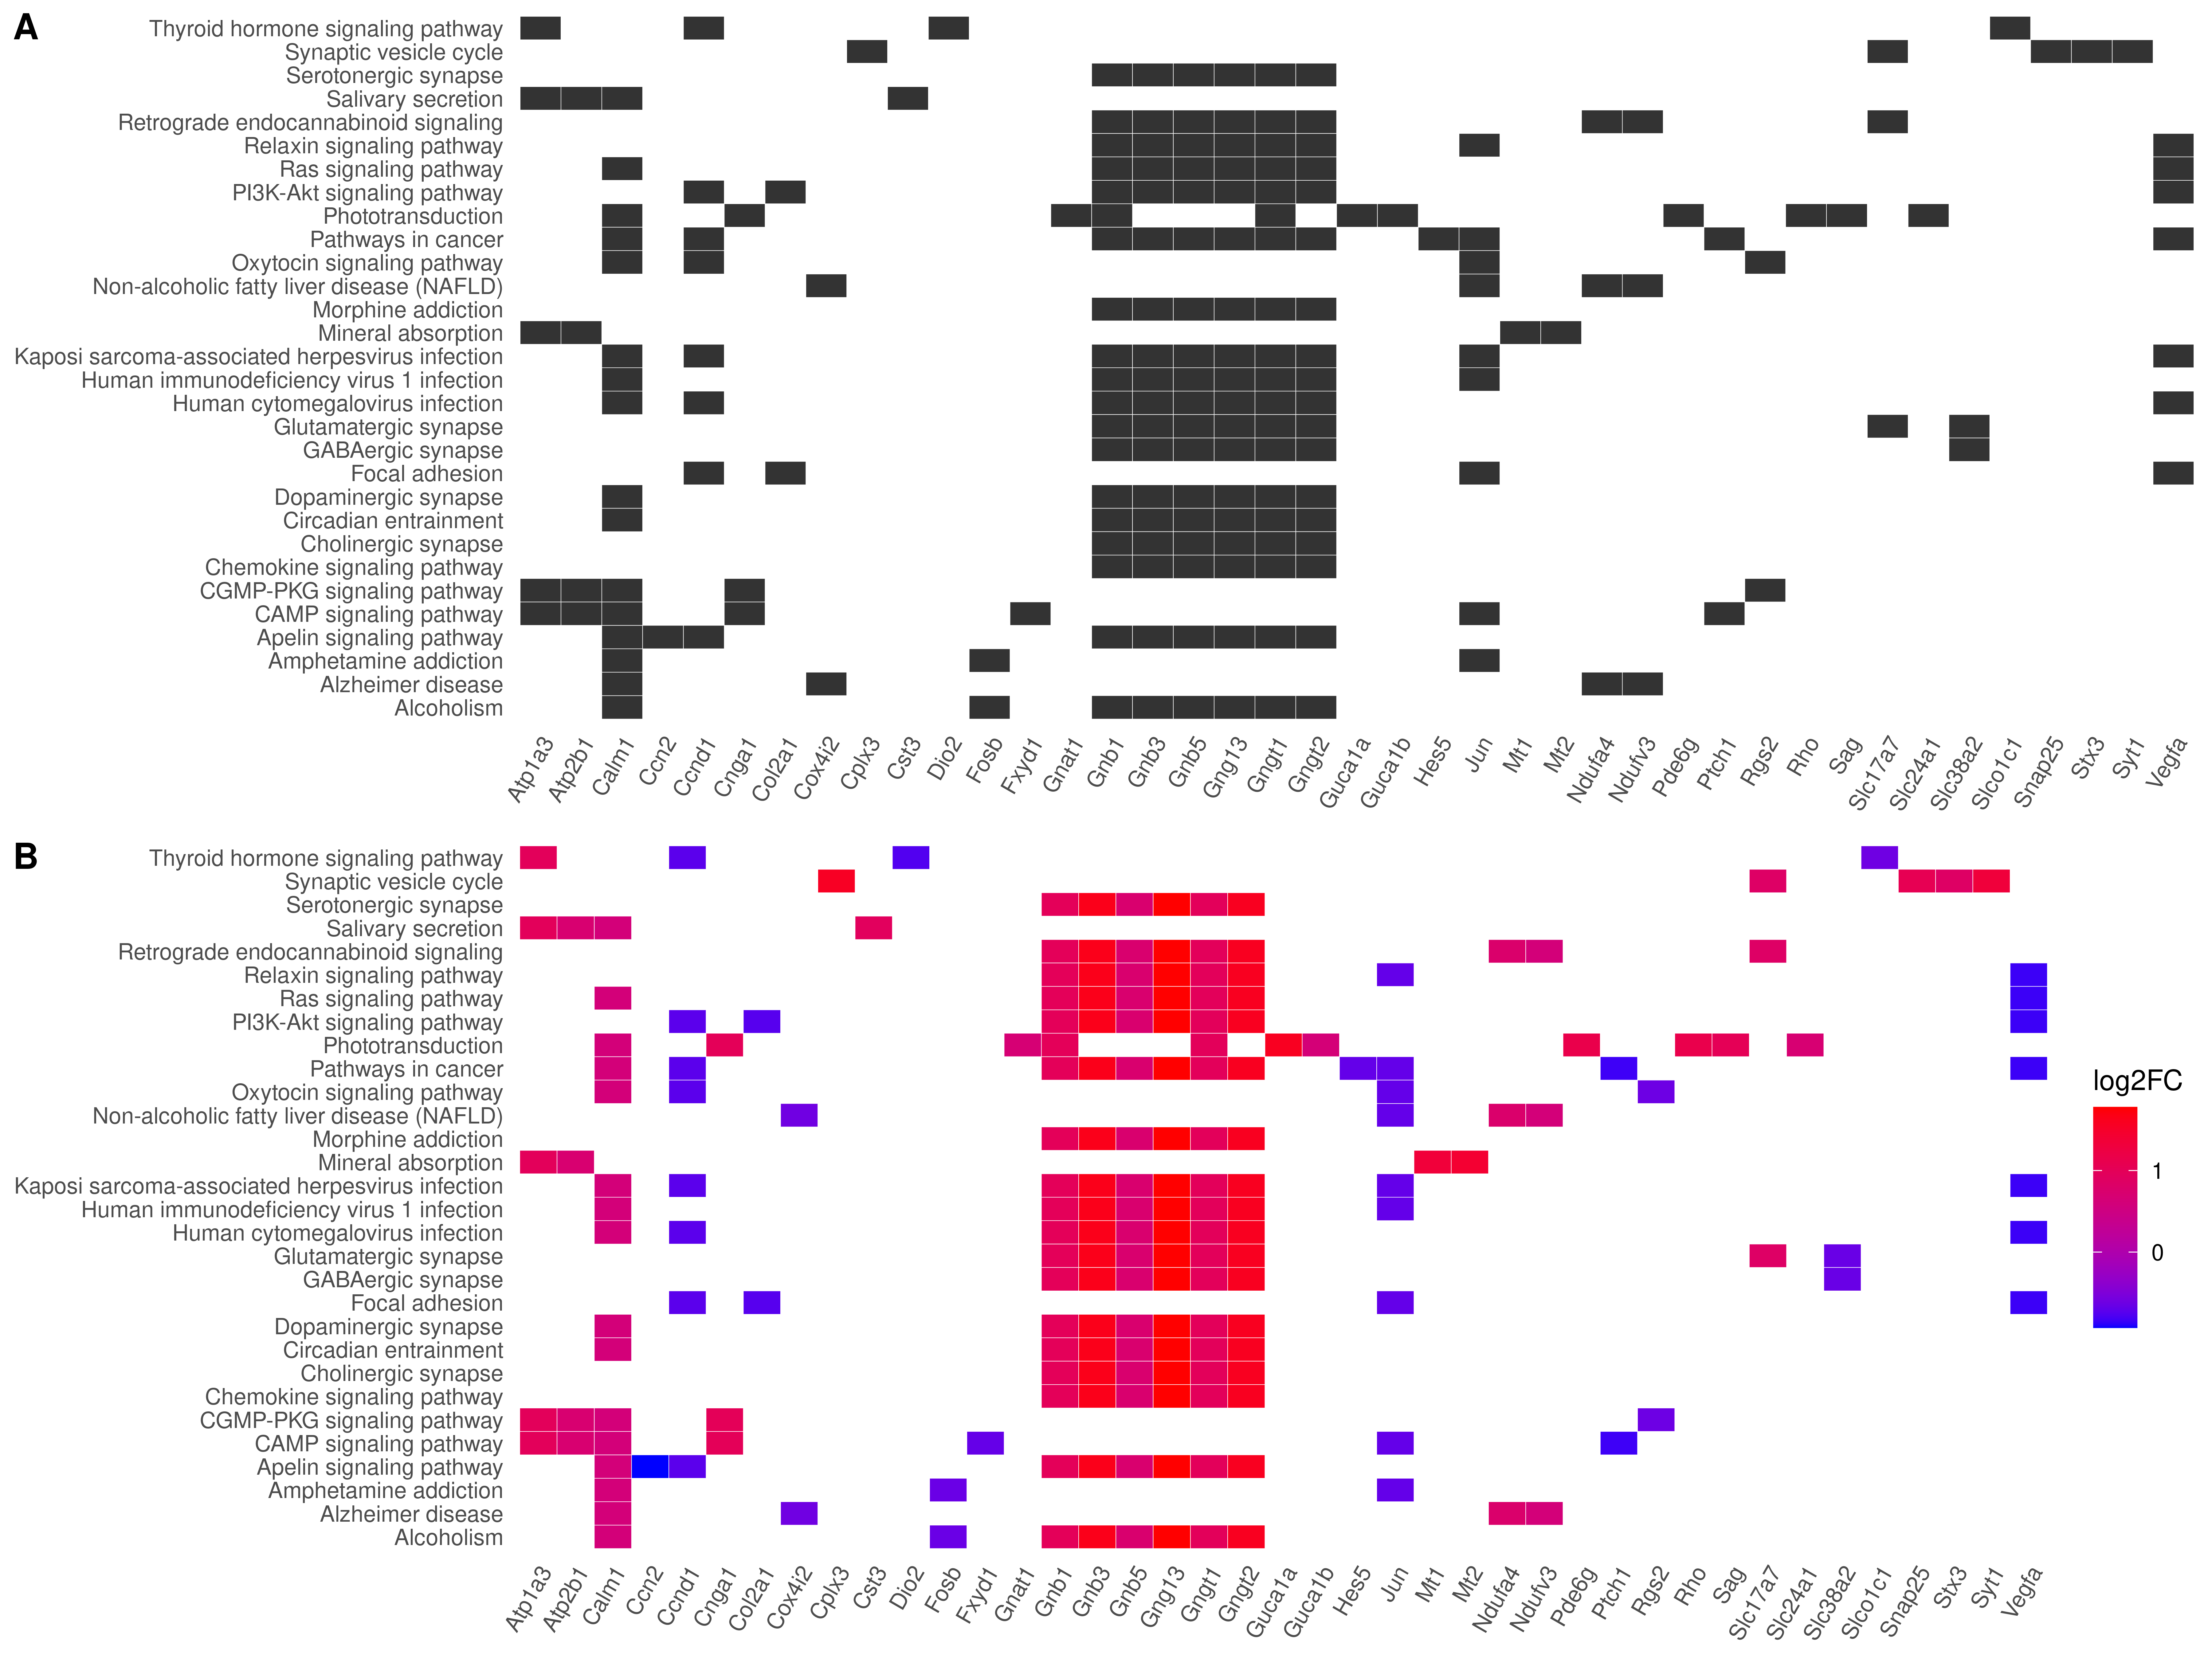 A
Thyroid hormone signaling pathway
Synaptic vesicle cycle
Serotonergic synapse
Salivary secretion
Retrograde endocannabinoid signaling
Relaxin signaling pathway
Ras signaling pathway
PI3K-Akt signaling pathway
Phototransduction
Pathways in cancer
Oxytocin signaling pathway
Non-alcoholic fatty liver disease (NAFLD)
Morphine addiction
Mineral absorption
Kaposi sarcoma-associated herpesvirus infection
Human immunodeficiency virus 1 infection
Human cytomegalovirus infection
Glutamatergic synapse
GABAergic synapse
Focal adhesion
Dopaminergic synapse
Circadian entrainment
Cholinergic synapse
Chemokine signaling pathway
CGMP-PKG signaling pathway
CAMP signaling pathway
Apelin signaling pathway
Amphetamine addiction
Alzheimer disease
Alcoholism
Atp1a3
Atp2b1
Calm1
Ccn2
Ccnd1
Cnga1
Col2a1
Cox4i2
Cplx3
Cst3
Dio2
Fosb
Fxyd1
Gnat1
Gnb1
Gnb3
Gnb5
Gng13
Gngt1
Gngt2
Guca1a
Guca1b
Hes5
Jun
Mt1
Mt2
Ndufa4
Ndufv3
Pde6g
Ptch1
Rgs2
Rho
Sag
Slc17a7
Slc24a1
Slc38a2
Slco1c1
Snap25
Stx3
Syt1
Vegfa
B
Thyroid hormone signaling pathway
Synaptic vesicle cycle
Serotonergic synapse
Salivary secretion
Retrograde endocannabinoid signaling
Relaxin signaling pathway
Ras signaling pathway
PI3K-Akt signaling pathway
Phototransduction
Pathways in cancer
Oxytocin signaling pathway
Non-alcoholic fatty liver disease (NAFLD)
Morphine addiction
Mineral absorption
Kaposi sarcoma-associated herpesvirus infection
Human immunodeficiency virus 1 infection
Human cytomegalovirus infection
Glutamatergic synapse
GABAergic synapse
Focal adhesion
Dopaminergic synapse
Circadian entrainment
Cholinergic synapse
Chemokine signaling pathway
CGMP-PKG signaling pathway
CAMP signaling pathway
Apelin signaling pathway
Amphetamine addiction
Alzheimer disease
Alcoholism
Atp1a3
Atp2b1
Calm1
Ccn2
Ccnd1
Cnga1
Col2a1
Cox4i2
Cplx3
Cst3
Dio2
Fosb
Fxyd1
Gnat1
Gnb1
Gnb3
Gnb5
Gng13
Gngt1
Gngt2
Guca1a
Guca1b
Hes5
Jun
Mt1
Mt2
Ndufa4
Ndufv3
Pde6g
Ptch1
Rgs2
Rho
Sag
Slc17a7
Slc24a1
Slc38a2
Slco1c1
Snap25
Stx3
Syt1
Vegfa
log2FC
1
0